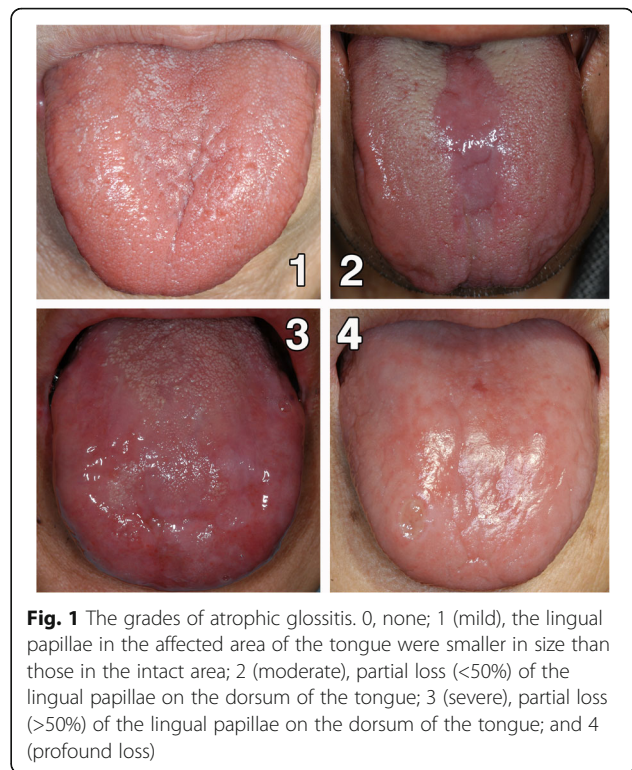 1
2
3
4
Fig. 1 The grades of atrophic glossitis. 0, none; 1 (mild), the lingual
papillae in the affected area of the tongue were smaller in size than
those in the intact area; 2 (moderate), partial loss (<50%) of the
lingual papillae on the dorsum of the tongue; 3 (severe), partial loss
(>50%) of the lingual papillae on the dorsum of the tongue; and 4
(profound loss)